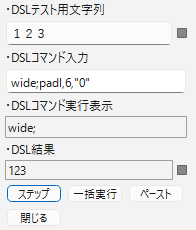 ・DSLテスト用文字列
１２３
・DSLコマンド入力
wide;padl,6,"0"
・DSLコマンド実行表示
wide;
・DSL結果
123
ステップ 一括実行 ペースト
閉じる